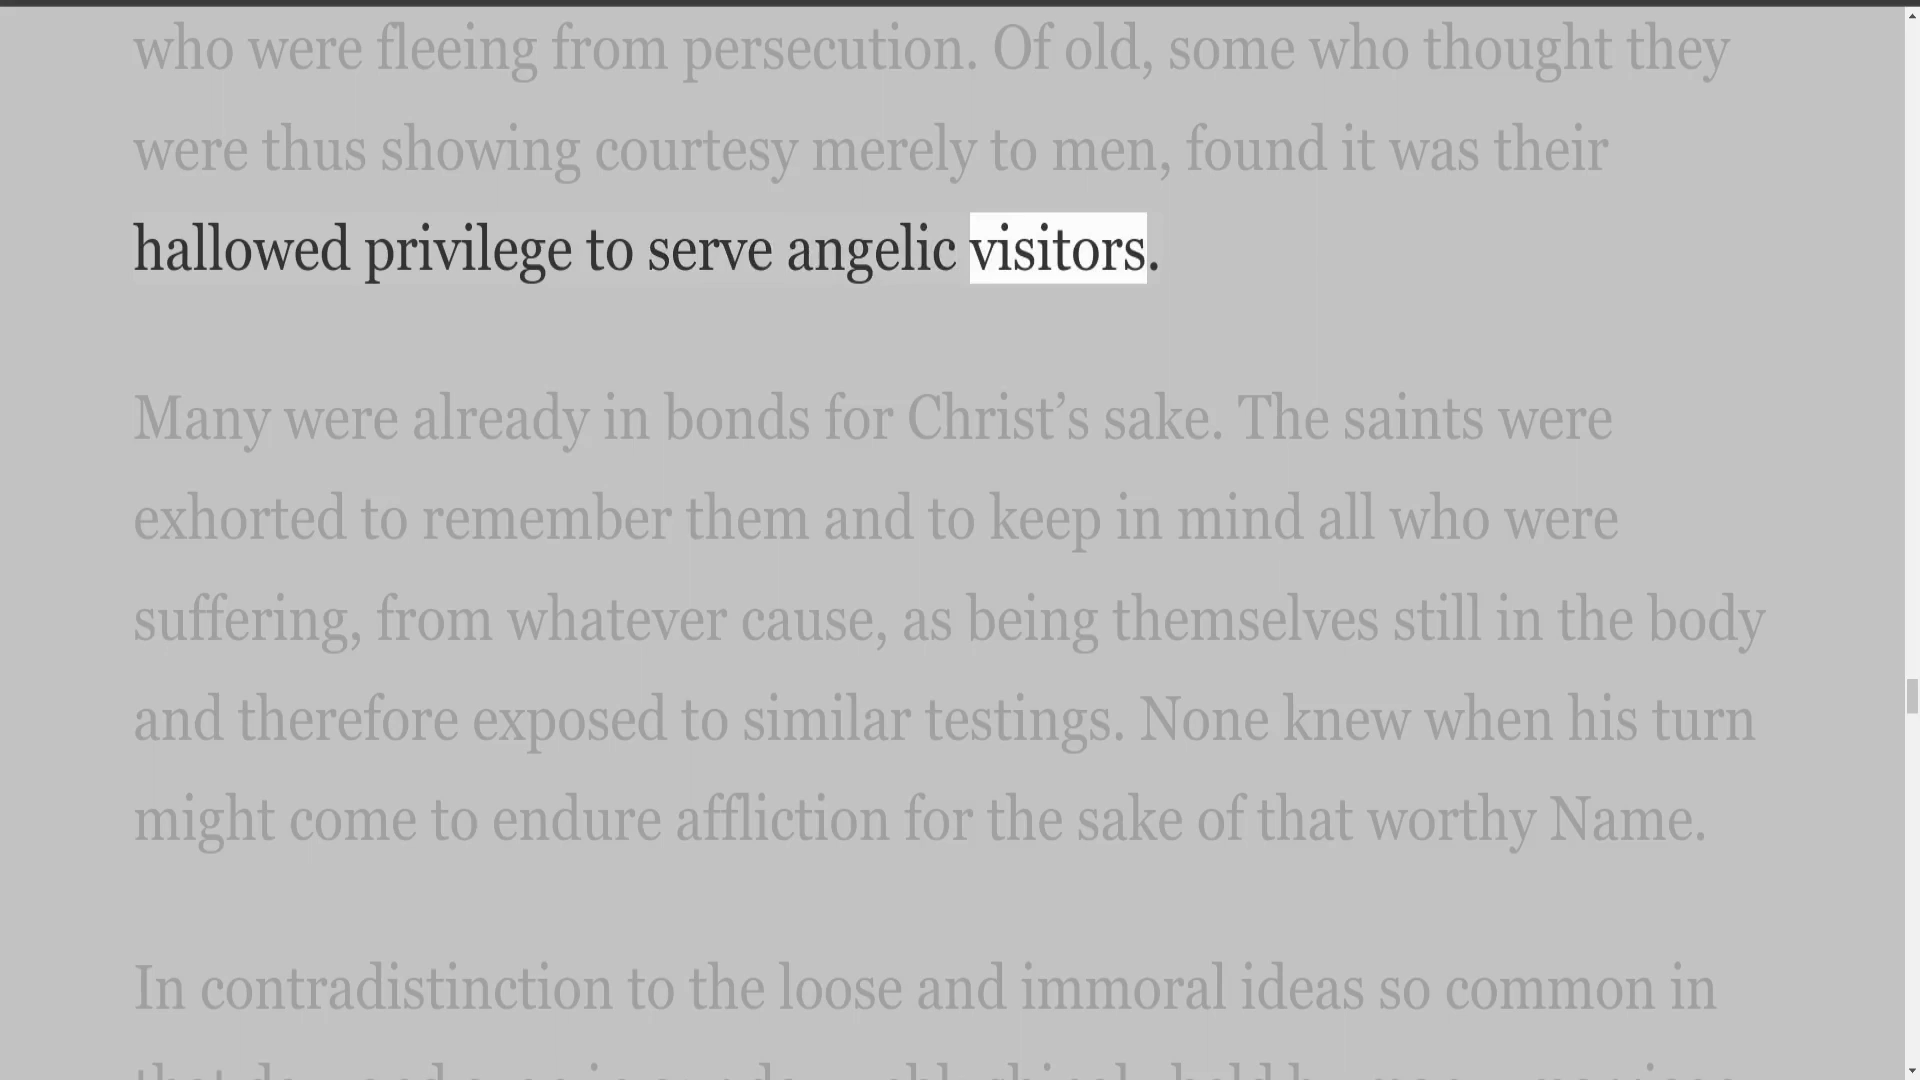 who were fleeing from persecution. Of old, some who thought they
were thus showing courtesy merely to men, found it was their
hallowed privilege to serve angelic visitors.
Many were already in bonds for Christ’s sake. The saints were
exhorted to remember them and to keep in mind all who were
suffering, from whatever cause, as being themselves still in the body
and therefore exposed to similar testings. None knew when his turn
might come to endure affliction for the sake of that worthy Name.
In contradistinction to the loose and immoral ideas so common in